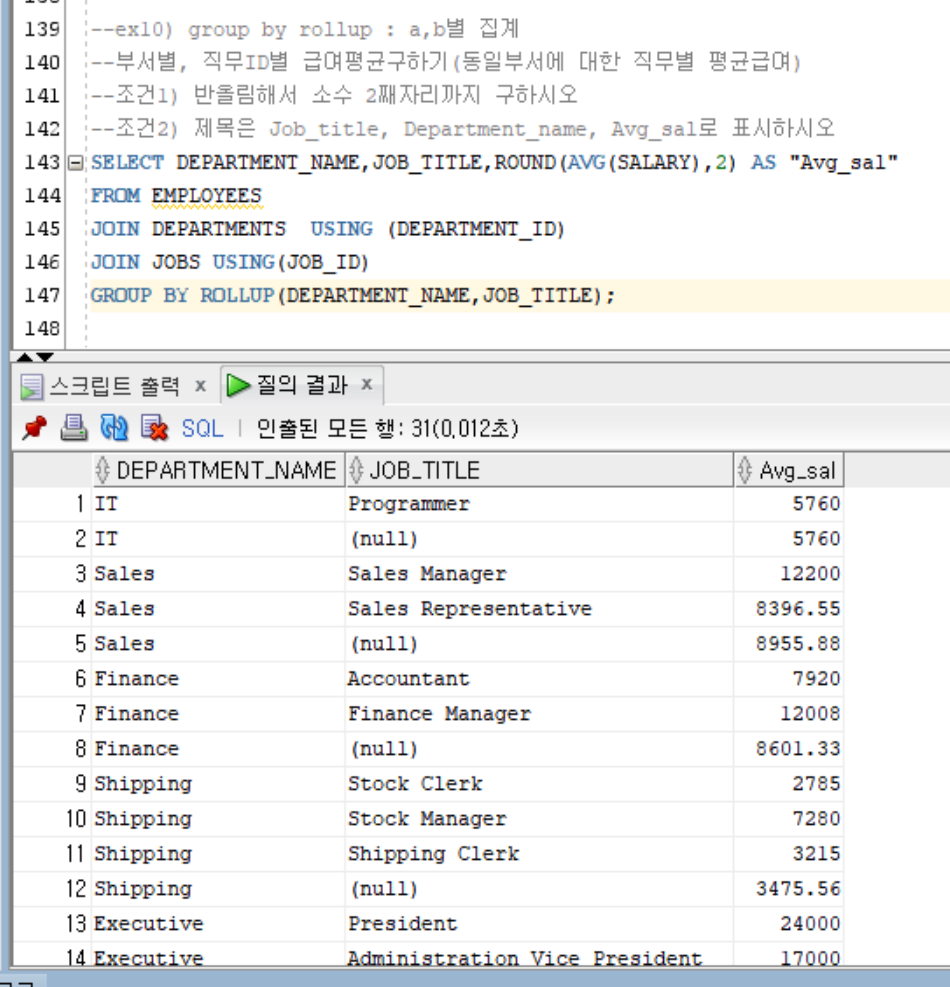 139 --ex10) group by rollup : a,b별 집계
140 --부서별, 직무ID별 급여평균구하기(동일부서에 대한 직무별 평균급여)
141 --조건1) 반올림해서 소수 2째자리까지 구하시오
142 --조건2) 제목은 Job_title, Department_name, Avg_sal로 표시하시오
143 SELECT DEPARTMENT_NAME,JOB_TITLE,ROUND(AVG(SALARY),2) AS "Avg_sal"
144 FROM EMPLOYEES
145 JOIN DEPARTMENTS  USING (DEPARTMENT_ID)
146 JOIN JOBS USING(JOB_ID)
147 GROUP BY ROLLUP(DEPARTMENT_NAME,JOB_TITLE);
148
스크립트 출력 x 질의 결과 x
SQL | 인출된 모든 행: 31(0,012초)
DEPARTMENT_NAME JOB_TITLE Avg_sal
1 IT Programmer 5760
2 IT (null) 5760
3 Sales Sales Manager 12200
4 Sales Sales Representative 8396.55
5 Sales (null) 8955.88
6 Finance Accountant 7920
7 Finance Finance Manager 12008
8 Finance (null) 8601.33
9 Shipping Stock Clerk 2785
10 Shipping Stock Manager 7280
11 Shipping Shipping Clerk 3215
12 Shipping (null) 3475.56
13 Executive President 24000
14 Executive Administration Vice President 17000